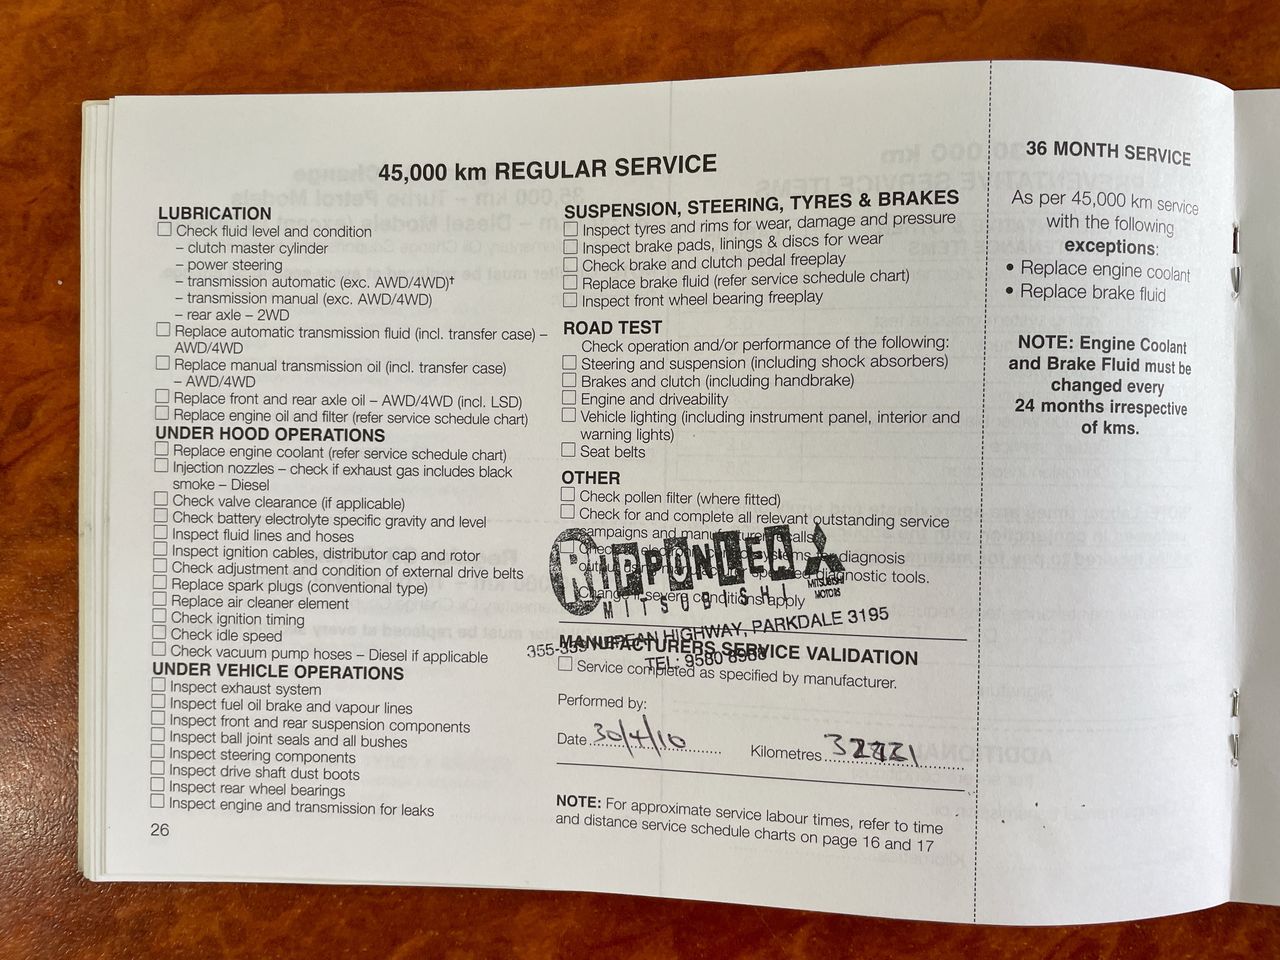 45,000 km REGULAR SERVICE
LUBRICATION
Check fluid level and condition
– clutch master cylinder
– power steering
– transmission automatic (exc. AWD/4WD)†
– transmission manual (exc. AWD/4WD)
– rear axle – 2WD
Replace automatic transmission fluid (incl. transfer case) –
AWD/4WD
Replace manual transmission oil (incl. transfer case)
– AWD/4WD
Replace front and rear axle oil – AWD/4WD (incl. LSD)
Replace engine oil and filter (refer service schedule chart)
UNDER HOOD OPERATIONS
Replace engine coolant (refer service schedule chart)
Injection nozzles – check if exhaust gas includes black
smoke – Diesel
Check valve clearance (if applicable)
Check battery electrolyte specific gravity and level
Inspect fluid lines and hoses
Inspect ignition cables, distributor cap and rotor
Check adjustment and condition of external drive belts
Replace spark plugs (conventional type)
Replace air cleaner element
Check ignition timing
Check idle speed
Check vacuum pump hoses – Diesel if applicable
UNDER VEHICLE OPERATIONS
Inspect exhaust system
Inspect fuel oil brake and vapour lines
Inspect front and rear suspension components
Inspect ball joint seals and all bushes
Inspect steering components
Inspect drive shaft dust boots
Inspect rear wheel bearings
Inspect engine and transmission for leaks
26
SUSPENSION, STEERING, TYRES & BRAKES
Inspect tyres and rims for wear, damage and pressure
Inspect brake pads, linings & discs for wear
Check brake and clutch pedal freeplay
Replace brake fluid (refer service schedule chart)
Inspect front wheel bearing freeplay
ROAD TEST
Check operation and/or performance of the following:
Steering and suspension (including shock absorbers)
Brakes and clutch (including handbrake)
Engine and driveability
Vehicle lighting (including instrument panel, interior and
warning lights)
Seat belts
OTHER
Check pollen filter (where fitted)
Check for and complete all relevant outstanding service
campaigns and manufacturer recalls
Check systems for diagnosis
diagnostic tools.
Change if severe conditions apply
RIPPONLEA
MITSUBISHI
MITSUBISHI
MOTORS
HIGHWAY, PARKDALE 3195
TEL: 9580 8988
MANUFACTURERS SERVICE VALIDATION
Service completed as specified by manufacturer.
Performed by:
Date 30/4/10 Kilometres
NOTE: For approximate service labour times, refer to time
and distance service schedule charts on page 16 and 17
36 MONTH SERVICE
As per 45,000 km service
with the following
exceptions:
• Replace engine coolant
• Replace brake fluid
NOTE: Engine Coolant
and Brake Fluid must be
changed every
24 months irrespective
of kms.